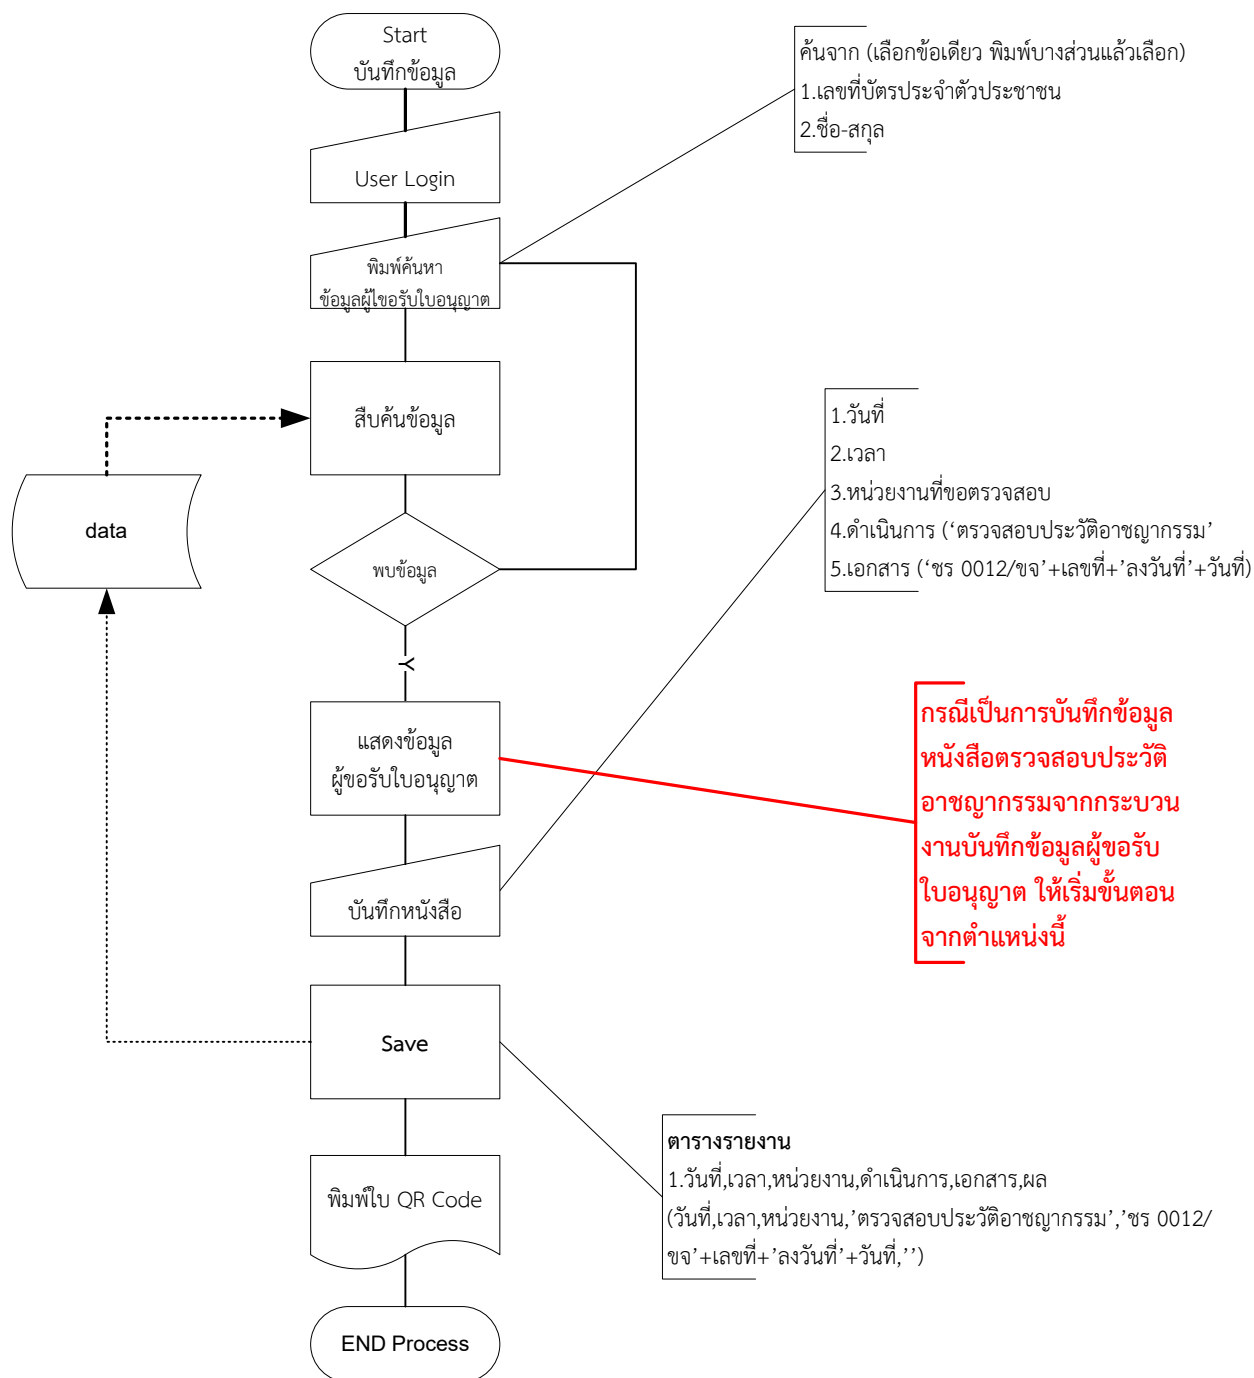 Start
บันทึกข้อมูล
ค้นจาก (เลือกข้อเดียว พิมพ์บางส่วนแล้วเลือก)
1.เลขที่บัตรประจำตัวประชาชน
2.ชื่อ-สกุล
User Login
พิมพ์ค้นหา
ข้อมูลผู้ไขอรับใบอนุญาต
สืบค้นข้อมูล
data
พบข้อมูล
1.วันที่
2.เวลา
3.หน่วยงานที่ขอตรวจสอบ
4.ดำเนินการ (‘ตรวจสอบประวัติอาชญากรรม’
5.เอกสาร (‘ชร 0012/ขจ’+เลขที่+’ลงวันที่’+วันที่)
Y
แสดงข้อมูล
ผู้ขอรับใบอนุญาต
กรณีเป็นการบันทึกข้อมูล
หนังสือตรวจสอบประวัติ
อาชญากรรมจากกระบวน
งานบันทึกข้อมูลผู้ขอรับ
ใบอนุญาต ให้เริ่มขั้นตอน
จากตำแหน่งนี้
บันทึกหนังสือ
Save
ตารางรายงาน
1.วันที่,เวลา,หน่วยงาน,ดำเนินการ,เอกสาร,ผล
(วันที่,เวลา,หน่วยงาน,’ตรวจสอบประวัติอาชญากรรม’,’ชร 0012/
ขจ’+เลขที่+’ลงวันที่’+วันที่,’’)
พิมพ์ใบ QR Code
END Process